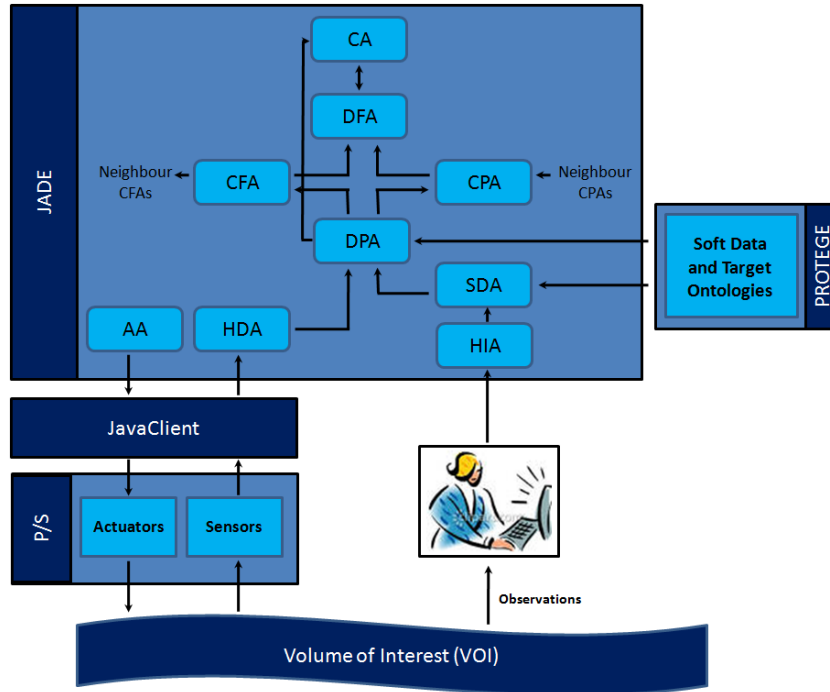 CA
DFA
Neighbour
CFAs
CFA
CPA
Neighbour
CPAs
JADE
DPA
Soft Data
and Target
Ontologies
PROTEGE
SDA
AA
HDA
HIA
JavaClient
P/S
Actuators
Sensors
Observations
Volume of Interest (VOI)